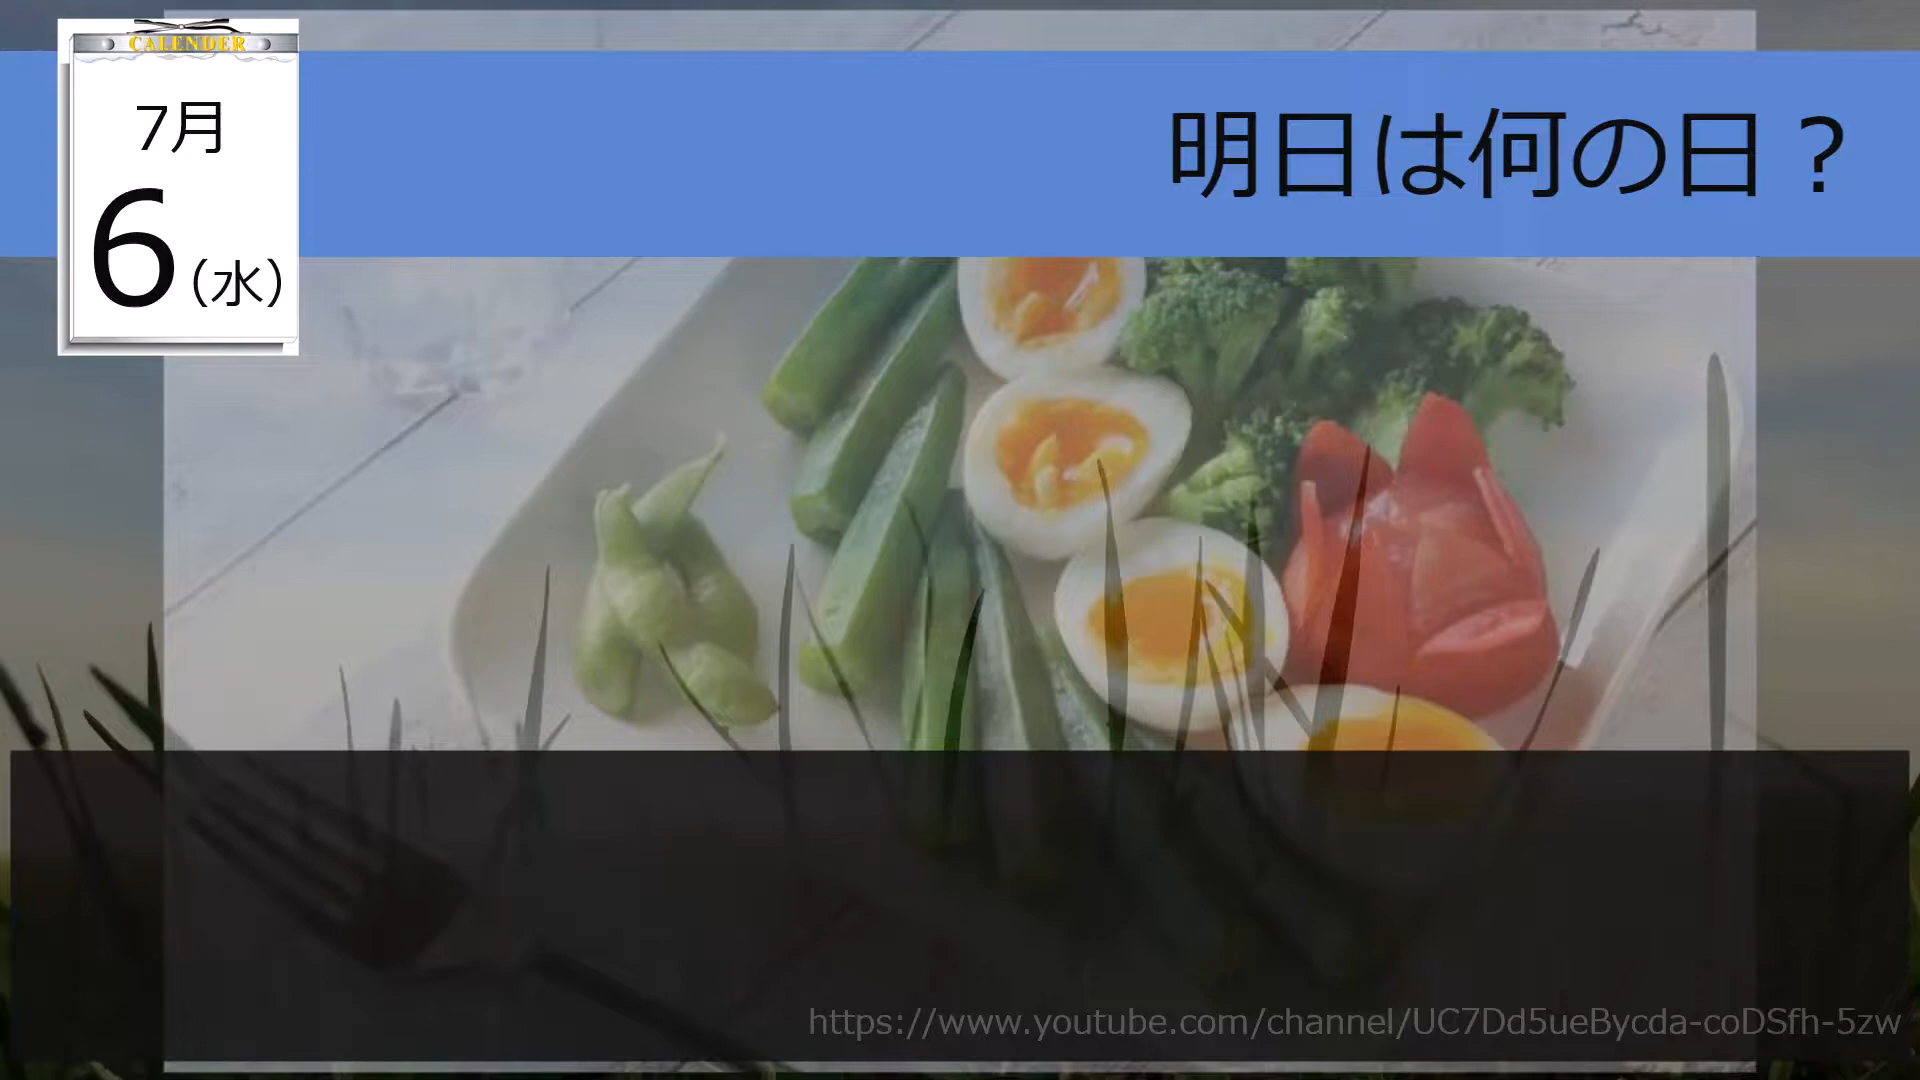 CALENDER
7月
6(水)
明日は何の日？
https://www.youtube.com/channel/UC7Dd5ueBycda-coDSfh-5zw